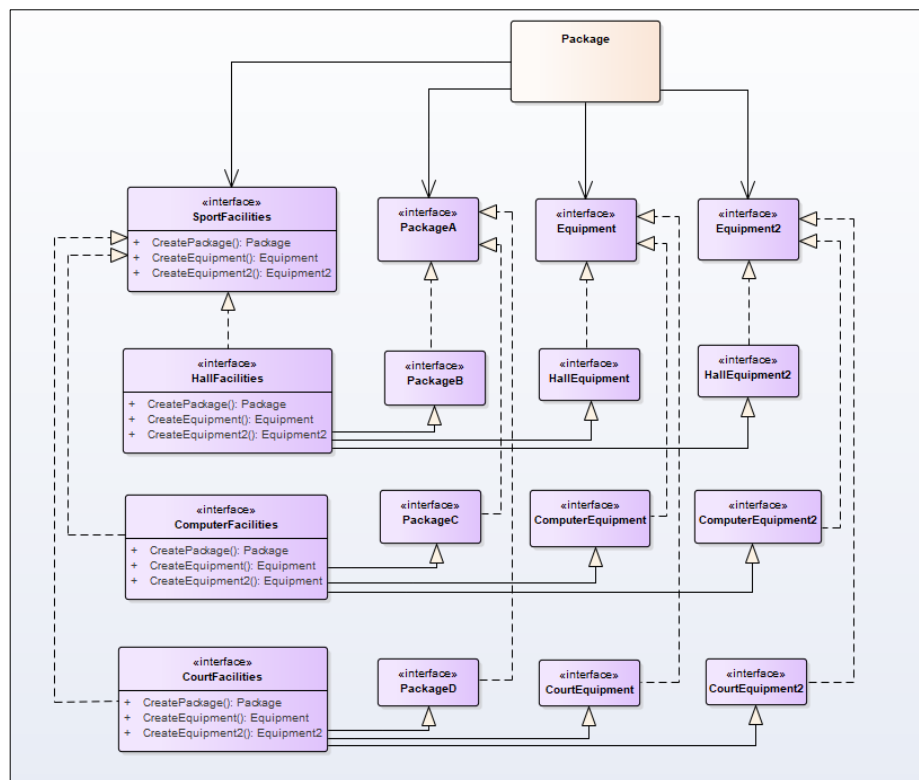 Package
«interface»
SportFacilities
+ CreatePackage(): Package
+ CreateEquipment(): Equipment
+ CreateEquipment2(): Equipment2
«interface»
PackageA
«interface»
Equipment
«interface»
Equipment2
«interface»
HallFacilities
+ CreatePackage(): Package
+ CreateEquipment(): Equipment
+ CreateEquipment2(): Equipment2
«interface»
PackageB
«interface»
HallEquipment
«interface»
HallEquipment2
«interface»
ComputerFacilities
+ CreatePackage(): Package
+ CreateEquipment(): Equipment
+ CreateEquipment2(): Equipment
«interface»
PackageC
«interface»
ComputerEquipment
«interface»
ComputerEquipment2
«interface»
CourtFacilities
+ CreatePackage(): Package
+ CreateEquipment(): Equipment
+ CreateEquipment2(): Equipment2
«interface»
PackageD
«interface»
CourtEquipment
«interface»
CourtEquipment2